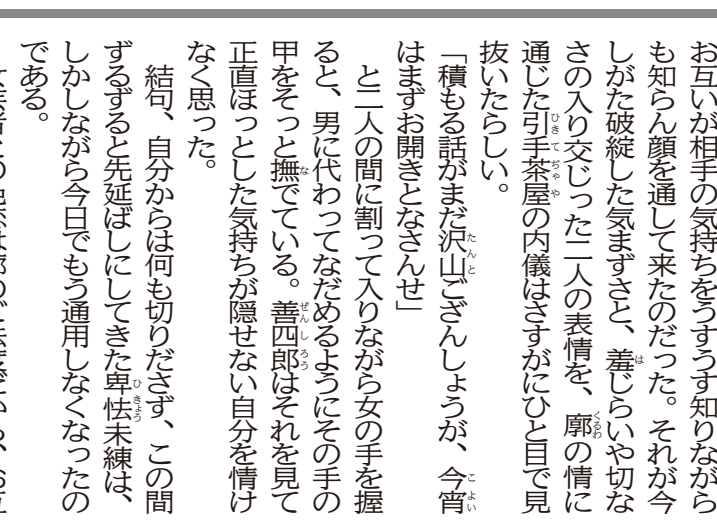 お互いが相手の気持ちをうすうす知りながら
も知らん顔を通して来たのだった。それが今
しがた破綻した気まずさと、羞じらいや切な
さの入り交じった二人の表情を、廓の情に
通じた引手茶屋の内儀はさすがにひと目で見
抜いたらしい。
「積もる話がまだ沢山ござんしょうが、今宵
はまずお開きとなさんせ」
と二人の間に割って入りながら女の手を握
ると、男に代わってなだめるようにその手の
甲をそっと撫でている。善四郎はそれを見て
正直ほっとした気持ちが隠せない自分を情け
なく思った。
結句、自分からは何も切りださず、この間
ずるずると先延ばしにしてきた卑怯未練は、
しかしながら今日でもう通用しなくなったの
である。